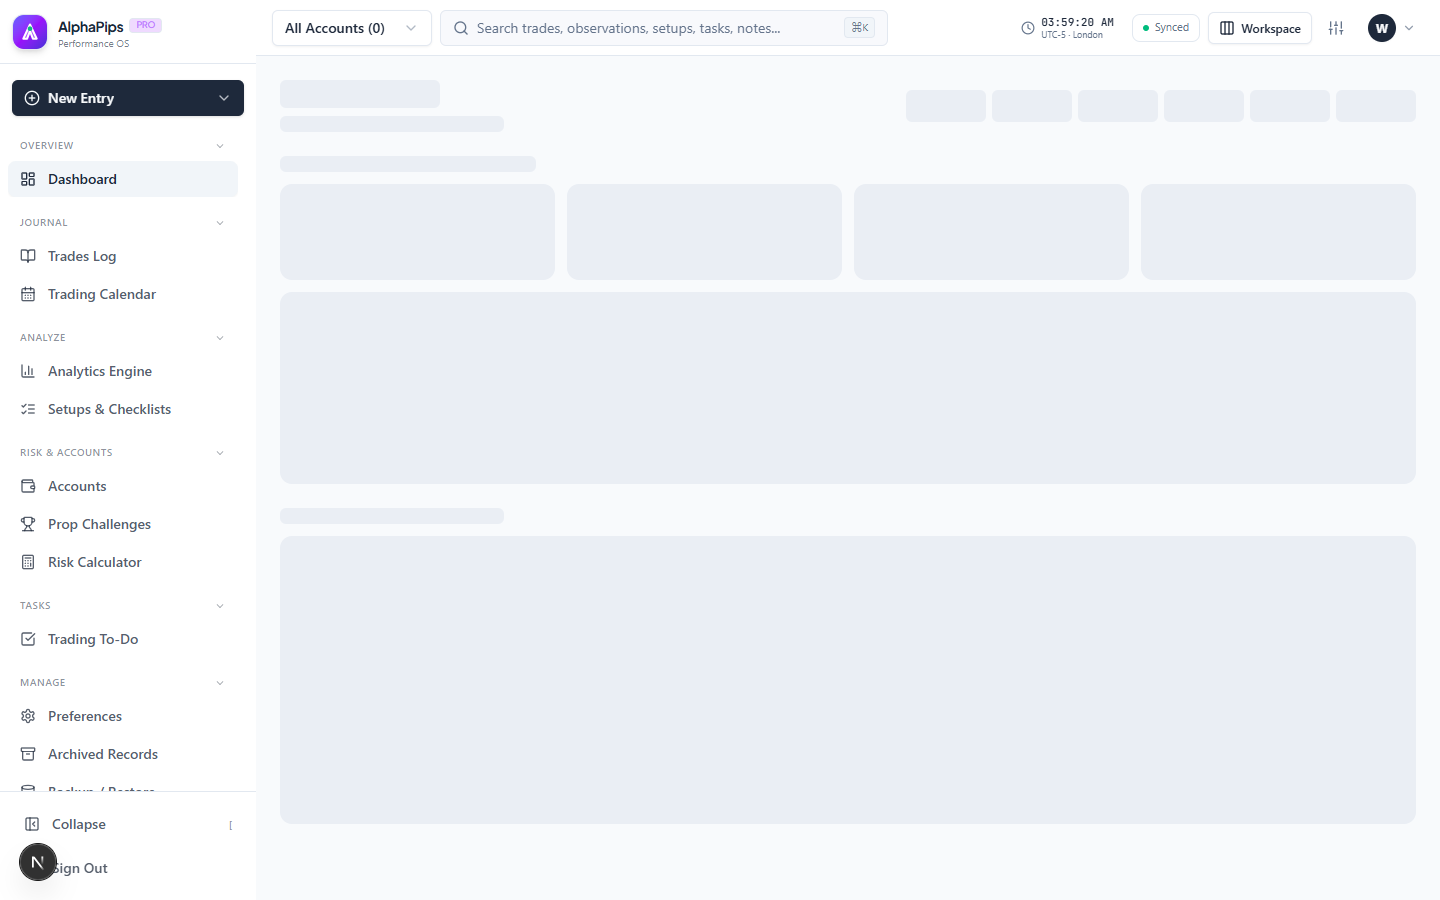 AlphaPips PRO
Performance OS
All Accounts (0)
Search trades, observations, setups, tasks, notes... ⌘K
03:59:20 AM
UTC-5 · London
Synced
Workspace
W
New Entry
OVERVIEW
Dashboard
JOURNAL
Trades Log
Trading Calendar
ANALYZE
Analytics Engine
Setups & Checklists
RISK & ACCOUNTS
Accounts
Prop Challenges
Risk Calculator
TASKS
Trading To-Do
MANAGE
Preferences
Archived Records
Backup / Restore
Collapse [
N
Sign Out